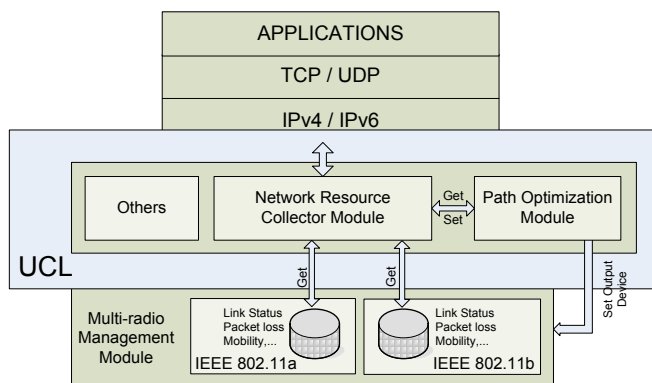 APPLICATIONS
TCP / UDP
IPv4 / IPv6
Others
Network Resource
Collector Module
Get
Set
Path Optimization
Module
UCL
Get
Get
Set Output
Device
Multi-radio
Management
Module
Link Status
Packet loss
Mobility,...
IEEE 802.11a
Link Status
Packet loss
Mobility,...
IEEE 802.11b